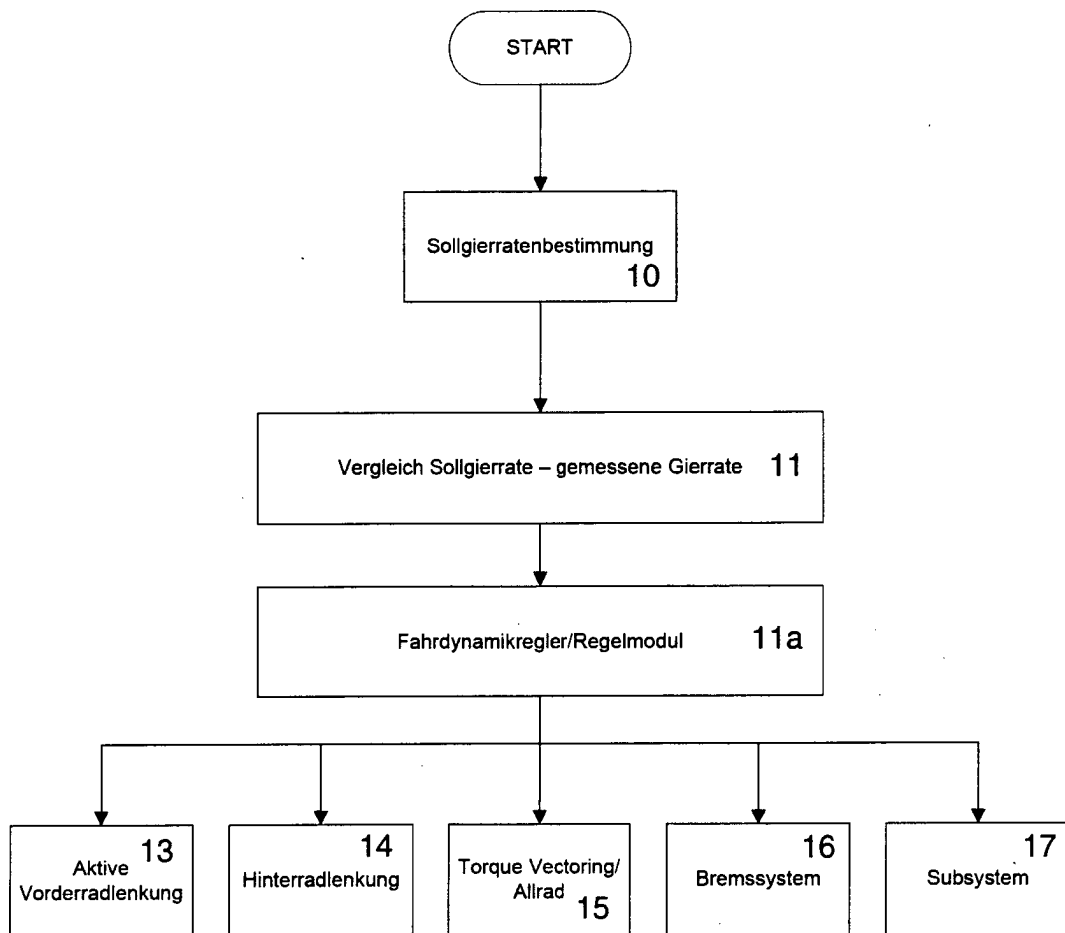 START
Sollgierratenbestimmung
10
Vergleich Sollgierrate – gemessene Gierrate 11
Fahrdynamikregler/Regelmodul 11a
13
Aktive
Vorderradlenkung
14
Hinterradlenkung
Torque Vectoring/
Allrad
15
16
Bremssystem
17
Subsystem